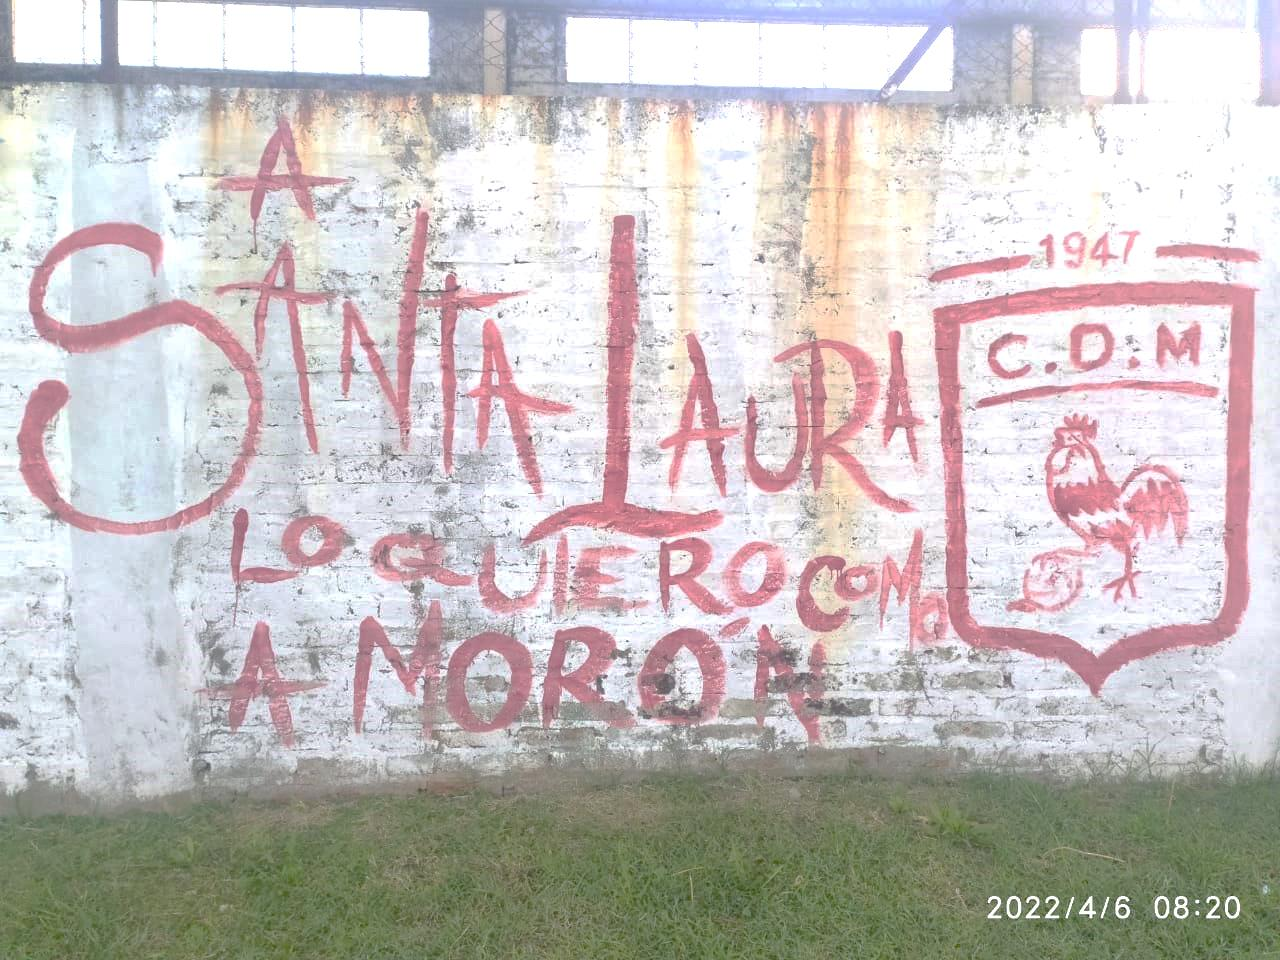 A
SANTA LAURA
LO QUIERO COMO
A MORÓN
1947
C.D.M
2022/4/6 08:20